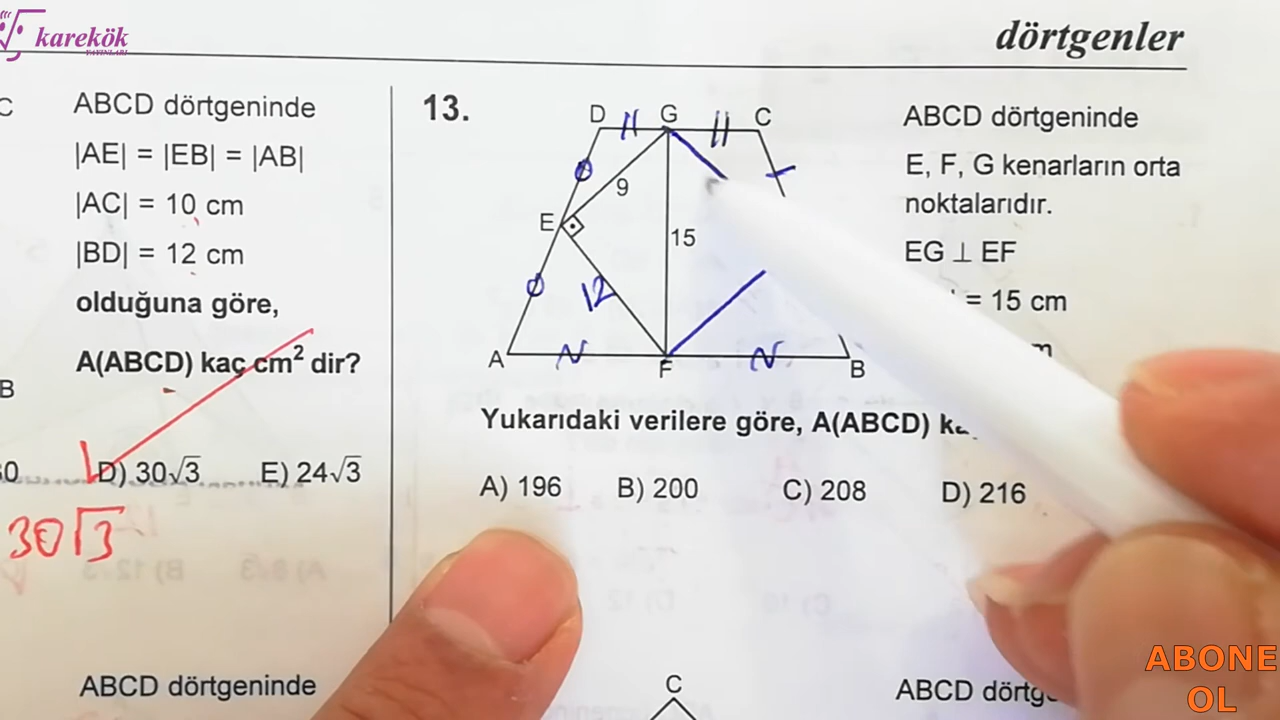 karekök
YAYINLARI
dörtgenler
C
ABCD dörtgeninde
|AE| = |EB| = |AB|
|AC| = 10 cm
|BD| = 12 cm
olduğuna göre,
A(ABCD) kaç cm² dir?
B
D) 30√3 E) 24√3
30√3
13.
D G C
9
E
15
12
A F B
ABCD dörtgeninde
E, F, G kenarların orta
noktalarıdır.
EG ⊥ EF
= 15 cm
Yukarıdaki verilere göre, A(ABCD)
A) 196 B) 200 C) 208 D) 216
ABCD dörtgeninde
C
ABCD
ABONE
OL